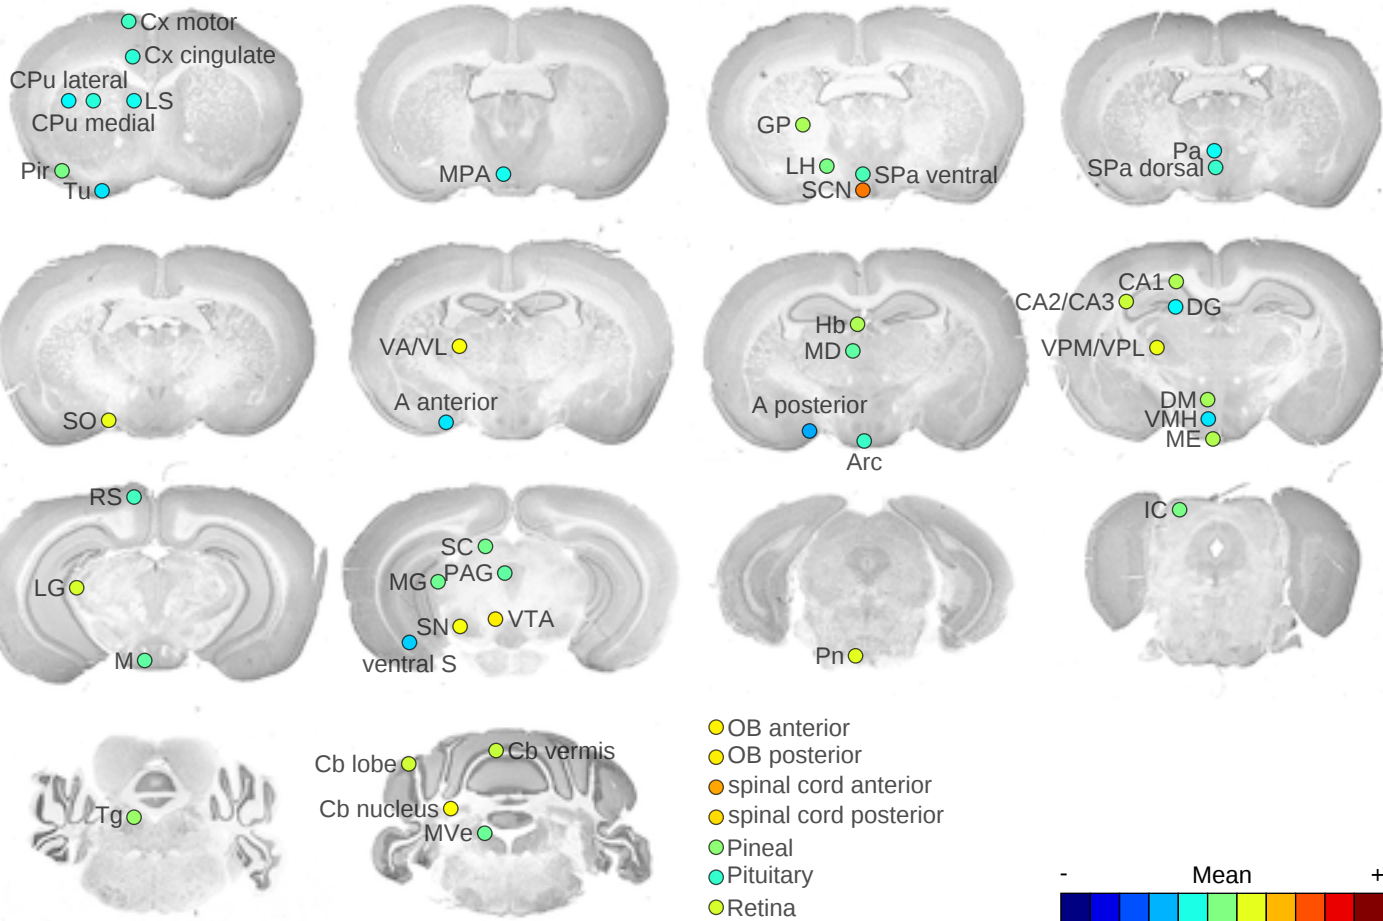 Cx motor
Cx cingulate
CPu lateral
LS
CPu medial
Pir
Tu
MPA
GP
LH
SPa ventral
SCN
Pa
SPa dorsal
SO
VA/VL
A anterior
Hb
MD
A posterior
Arc
CA1
CA2/CA3
DG
VPM/VPL
DM
VMH
ME
RS
LG
M
SC
PAG
MG
SN
VTA
ventral S
Pn
IC
Tg
Cb lobe
Cb vermis
Cb nucleus
MVe
OB anterior
OB posterior
spinal cord anterior
spinal cord posterior
Pineal
Pituitary
Retina
- Mean +